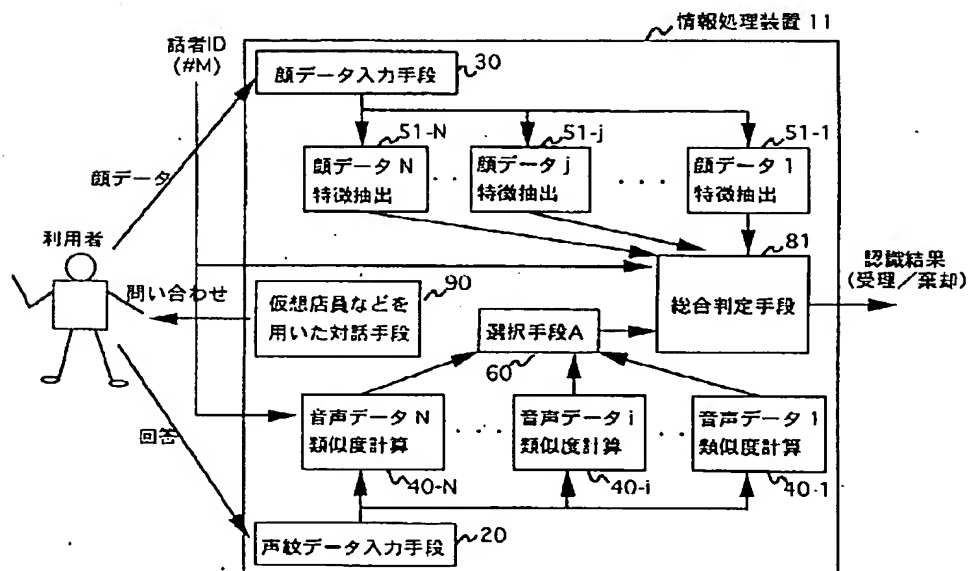 情報処理装置 11
話者ID
(#M)
顔データ入力手段
30
51-N
51-j
51-1
顔データ N
特徴抽出
・・
顔データ j
特徴抽出
・・・
顔データ 1
特徴抽出
顔データ
利用者
81
認識結果
(受理/棄却)
問い合わせ
90
仮想店員などを
用いた対話手段
総合判定手段
選択手段A
60
回答
音声データ N
類似度計算
・・・
音声データ i
類似度計算
・・
音声データ 1
類似度計算
40-N
40-i
40-1
声紋データ入力手段
20